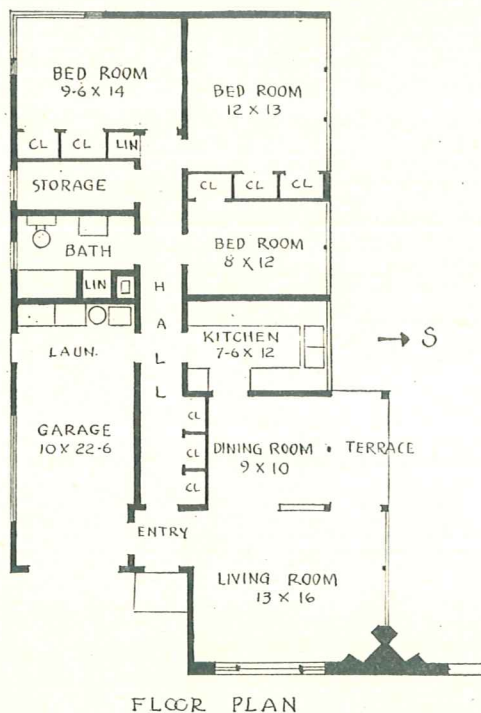 BED ROOM
9-6 X 14
BED ROOM
12 X 13
CL
CL
LIN
STORAGE
CL
CL
CL
BATH
BED ROOM
8 X 12
LIN
HALL
KITCHEN
7-6 X 12
S
LAUN.
CL
GARAGE
10 X 22-6
DINING ROOM
9 X 10
TERRACE
CL
CL
ENTRY
LIVING ROOM
13 X 16
FLOOR PLAN